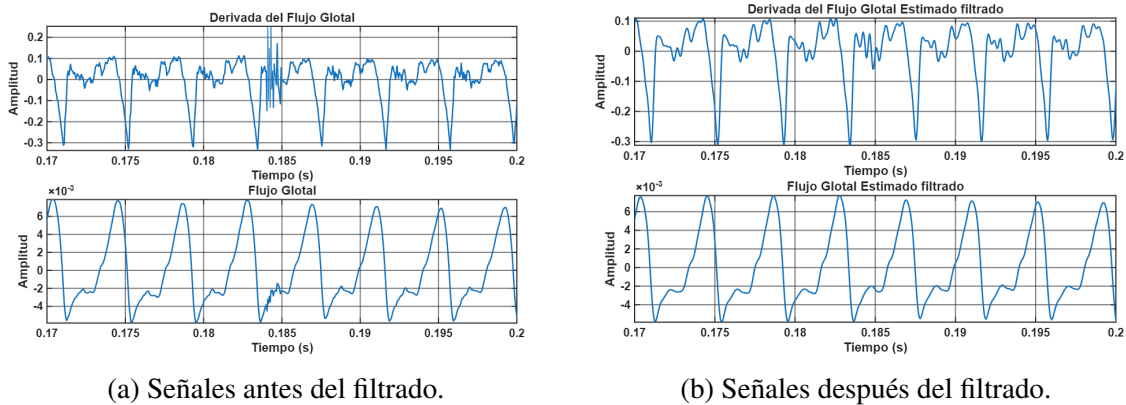 Derivada del Flujo Glotal
Amplitud
0.2
0.1
0
-0.1
-0.2
-0.3
0.17 0.175 0.18 0.185 0.19 0.195 0.2
Tiempo (s)
×10⁻³
Flujo Glotal
Amplitud
6
4
2
0
-2
-4
0.17 0.175 0.18 0.185 0.19 0.195 0.2
Tiempo (s)
(a) Señales antes del filtrado.
Derivada del Flujo Glotal Estimado filtrado
Amplitud
0.1
0
-0.1
-0.2
-0.3
0.17 0.175 0.18 0.185 0.19 0.195 0.2
Tiempo (s)
×10⁻³
Flujo Glotal Estimado filtrado
Amplitud
6
4
2
0
-2
-4
0.17 0.175 0.18 0.185 0.19 0.195 0.2
Tiempo (s)
(b) Señales después del filtrado.